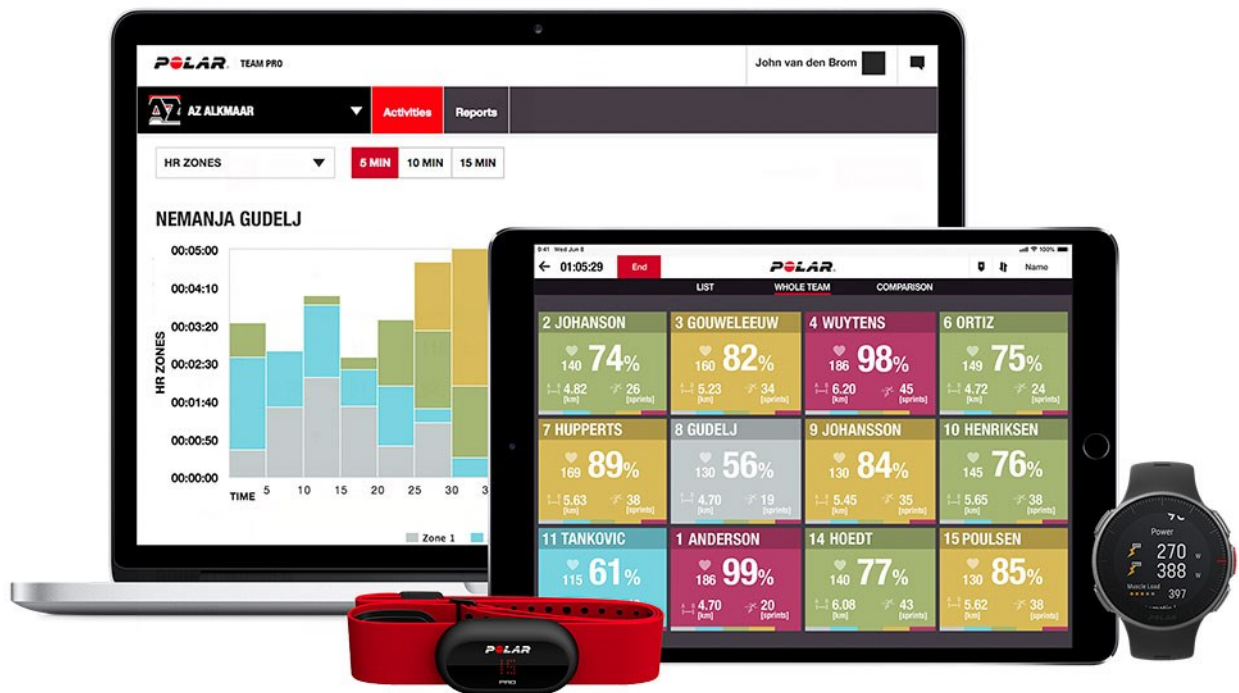 POLAR. TEAM PRO
John van den Brom
AZ ALKMAAR
Activities
Reports
HR ZONES
5 MIN
10 MIN
15 MIN
NEMANJA GUDELJ
HR ZONES
00:05:00
00:04:10
00:03:20
00:02:30
00:01:40
00:00:50
00:00:00
TIME 5 10 15 20 25 30 3
Zone 1
9:41 Wed Jun 8
100%
01:05:29
End
POLAR.
Name
LIST
WHOLE TEAM
COMPARISON
2 JOHANSON
140 74%
4.82 [km] 26 [sprints]
3 GOUWELEEUW
160 82%
5.23 [km] 34 [sprints]
4 WUYTENS
186 98%
6.20 [km] 45 [sprints]
6 ORTIZ
149 75%
4.72 [km] 24 [sprints]
7 HUPPERTS
169 89%
5.63 [km] 38 [sprints]
8 GUDELJ
130 56%
4.70 [km] 19 [sprints]
9 JOHANSSON
130 84%
5.45 [km] 35 [sprints]
10 HENRIKSEN
145 76%
5.65 [km] 38 [sprints]
11 TANKOVIC
115 61%
1 ANDERSON
186 99%
4.70 [km] 20 [sprints]
14 HOEDT
140 77%
6.08 [km] 43 [sprints]
15 POULSEN
130 85%
5.62 [km] 38 [sprints]
POLAR
PRO
Power
270 W
388 W
Muscle Load
397
POLAR